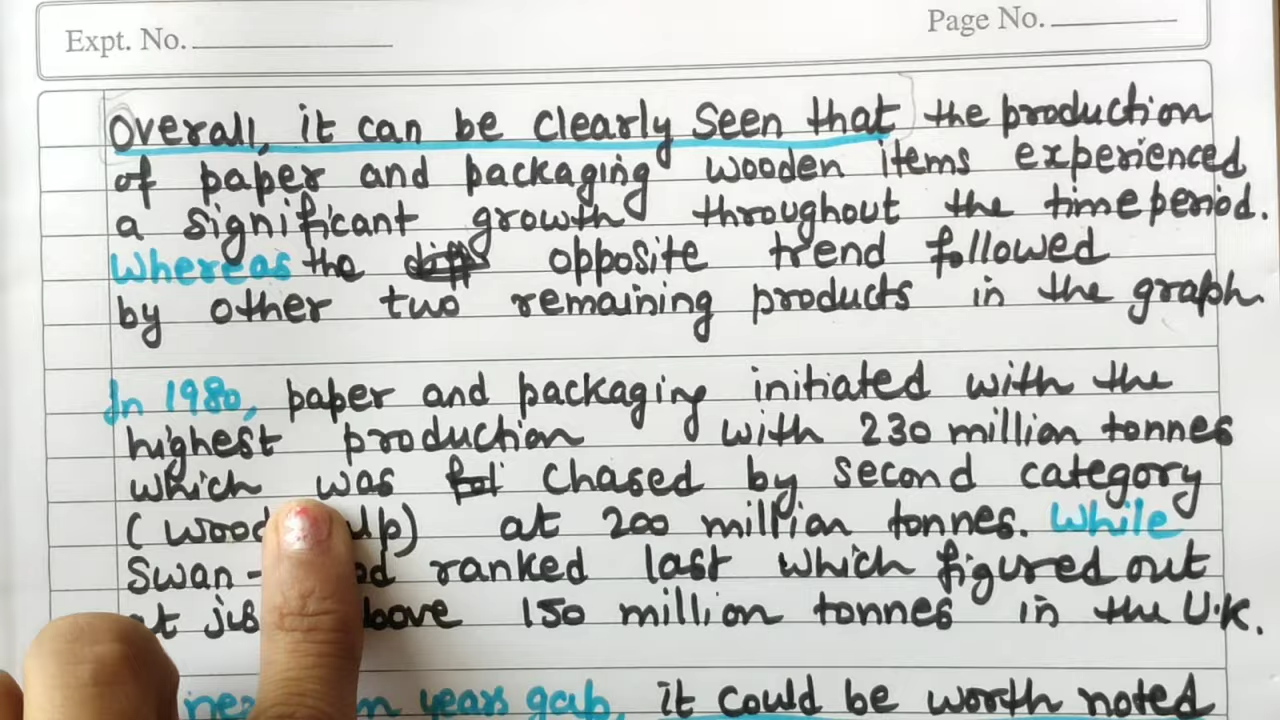 Expt. No.
Page No.
Overall, it can be clearly seen that the production
of paper and packaging wooden items experienced
a significant growth throughout the time period.
Whereas the opposite trend followed
by other two remaining products in the graph.
In 1980, paper and packaging initiated with the
highest production with 230 million tonnes
which was chased by second category
(wood at 200 million tonnes. While
Swan- ranked last which figured out
at above 150 million tonnes in the U.K.
years gap, it could be worth noted